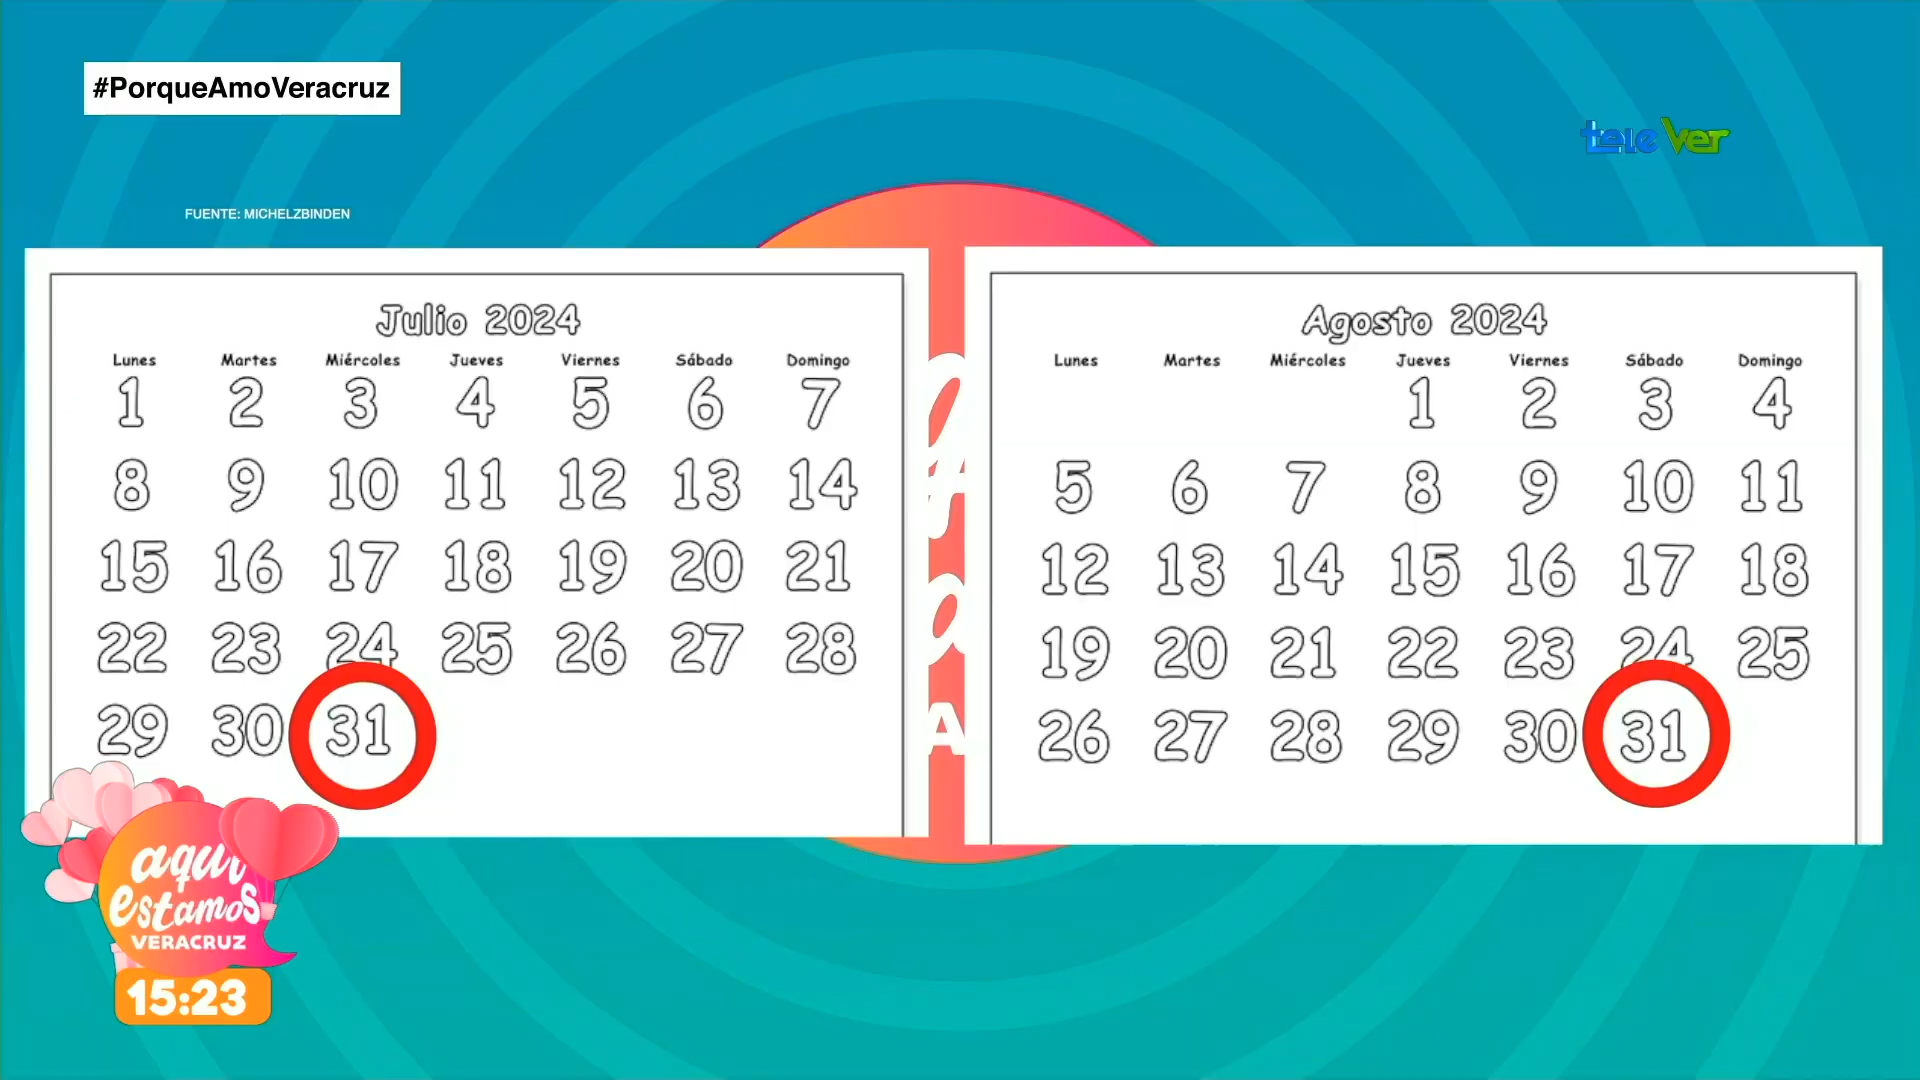 #PorqueAmoVeracruz
teleVer
FUENTE: MICHELZBINDEN
Julio 2024
Lunes Martes Miércoles Jueves Viernes Sábado Domingo
1 2 3 4 5 6 7
8 9 10 11 12 13 14
15 16 17 18 19 20 21
22 23 24 25 26 27 28
29 30 31
Agosto 2024
Lunes Martes Miércoles Jueves Viernes Sábado Domingo
1 2 3 4
5 6 7 8 9 10 11
12 13 14 15 16 17 18
19 20 21 22 23 24 25
26 27 28 29 30 31
aquí
estamos
VERACRUZ
15:23